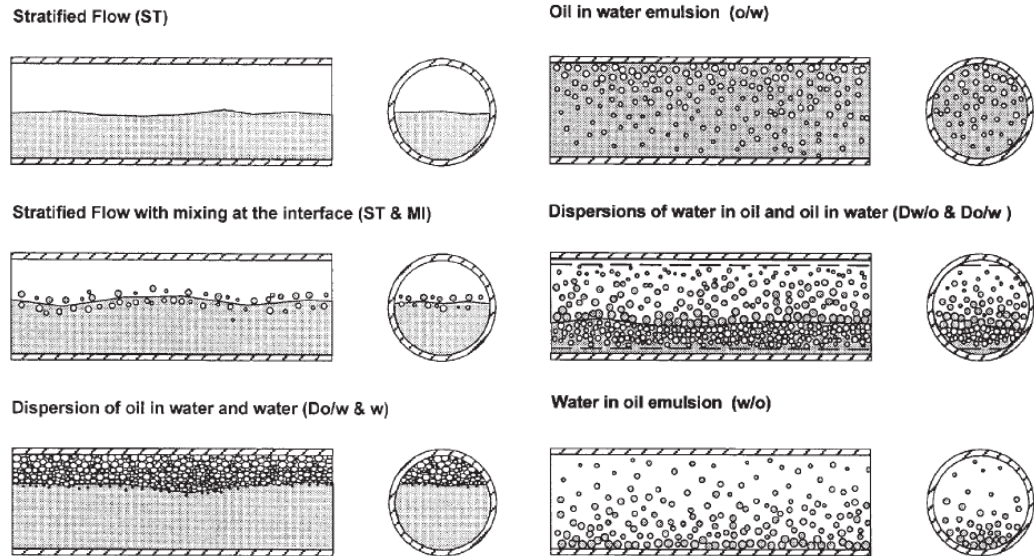 Stratified Flow (ST)
Stratified Flow with mixing at the interface (ST & MI)
Dispersion of oil in water and water (Do/w & w)
Oil in water emulsion (o/w)
Dispersions of water in oil and oil in water (Dw/o & Do/w )
Water in oil emulsion (w/o)